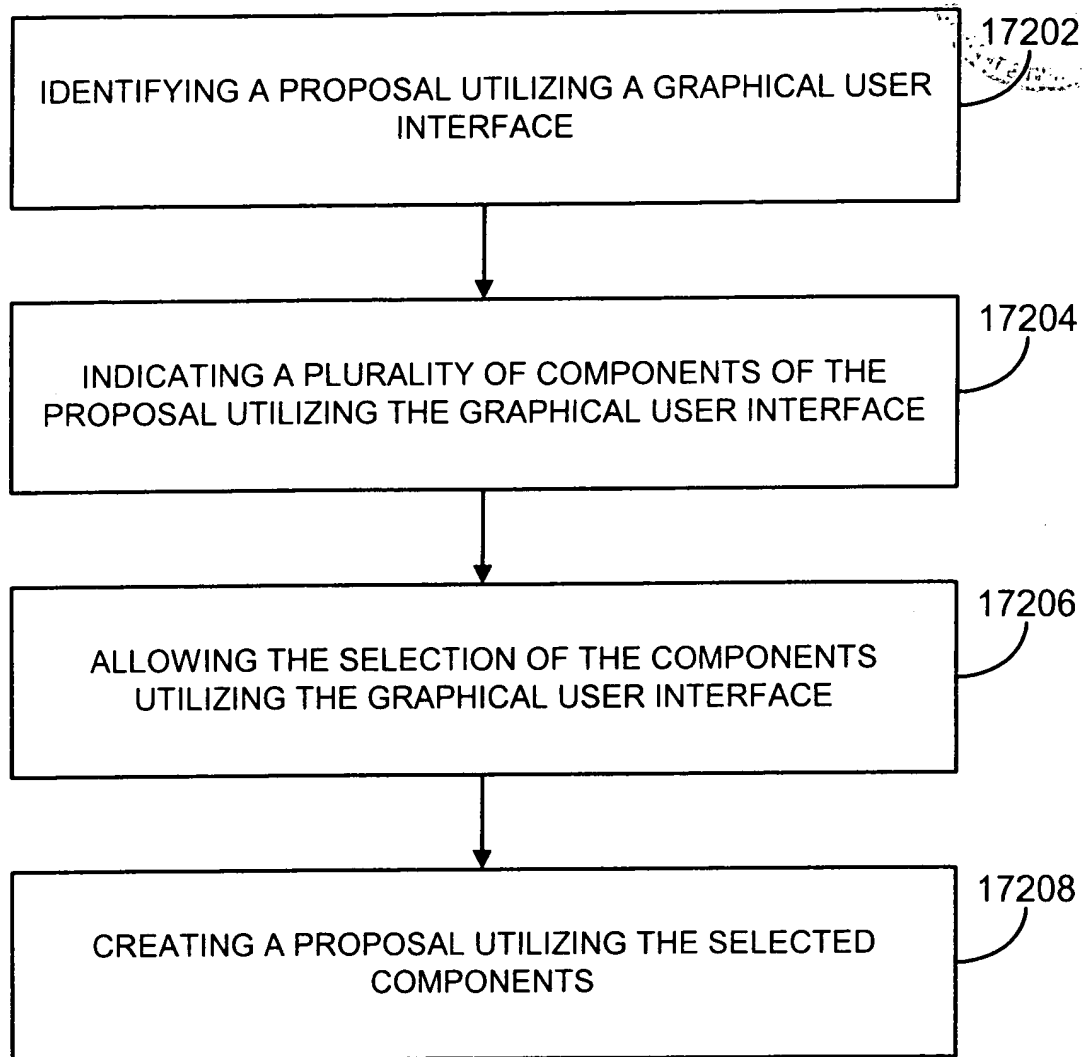 17202
IDENTIFYING A PROPOSAL UTILIZING A GRAPHICAL USER
INTERFACE
17204
INDICATING A PLURALITY OF COMPONENTS OF THE
PROPOSAL UTILIZING THE GRAPHICAL USER INTERFACE
17206
ALLOWING THE SELECTION OF THE COMPONENTS
UTILIZING THE GRAPHICAL USER INTERFACE
17208
CREATING A PROPOSAL UTILIZING THE SELECTED
COMPONENTS